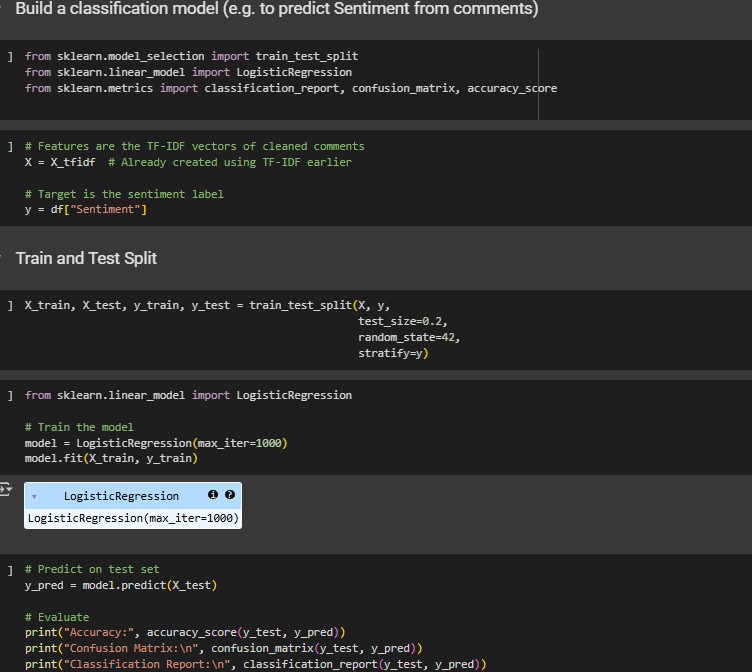 Build a classification model (e.g. to predict Sentiment from comments)
] from sklearn.model_selection import train_test_split
from sklearn.linear_model import LogisticRegression
from sklearn.metrics import classification_report, confusion_matrix, accuracy_score
] # Features are the TF-IDF vectors of cleaned comments
X = X_tfidf  # Already created using TF-IDF earlier
# Target is the sentiment label
y = df["Sentiment"]
Train and Test Split
] X_train, X_test, y_train, y_test = train_test_split(X, y,
test_size=0.2,
random_state=42,
stratify=y)
] from sklearn.linear_model import LogisticRegression
# Train the model
model = LogisticRegression(max_iter=1000)
model.fit(X_train, y_train)
LogisticRegression i ?
LogisticRegression(max_iter=1000)
] # Predict on test set
y_pred = model.predict(X_test)
# Evaluate
print("Accuracy:", accuracy_score(y_test, y_pred))
print("Confusion Matrix:\n", confusion_matrix(y_test, y_pred))
print("Classification Report:\n", classification_report(y_test, y_pred))